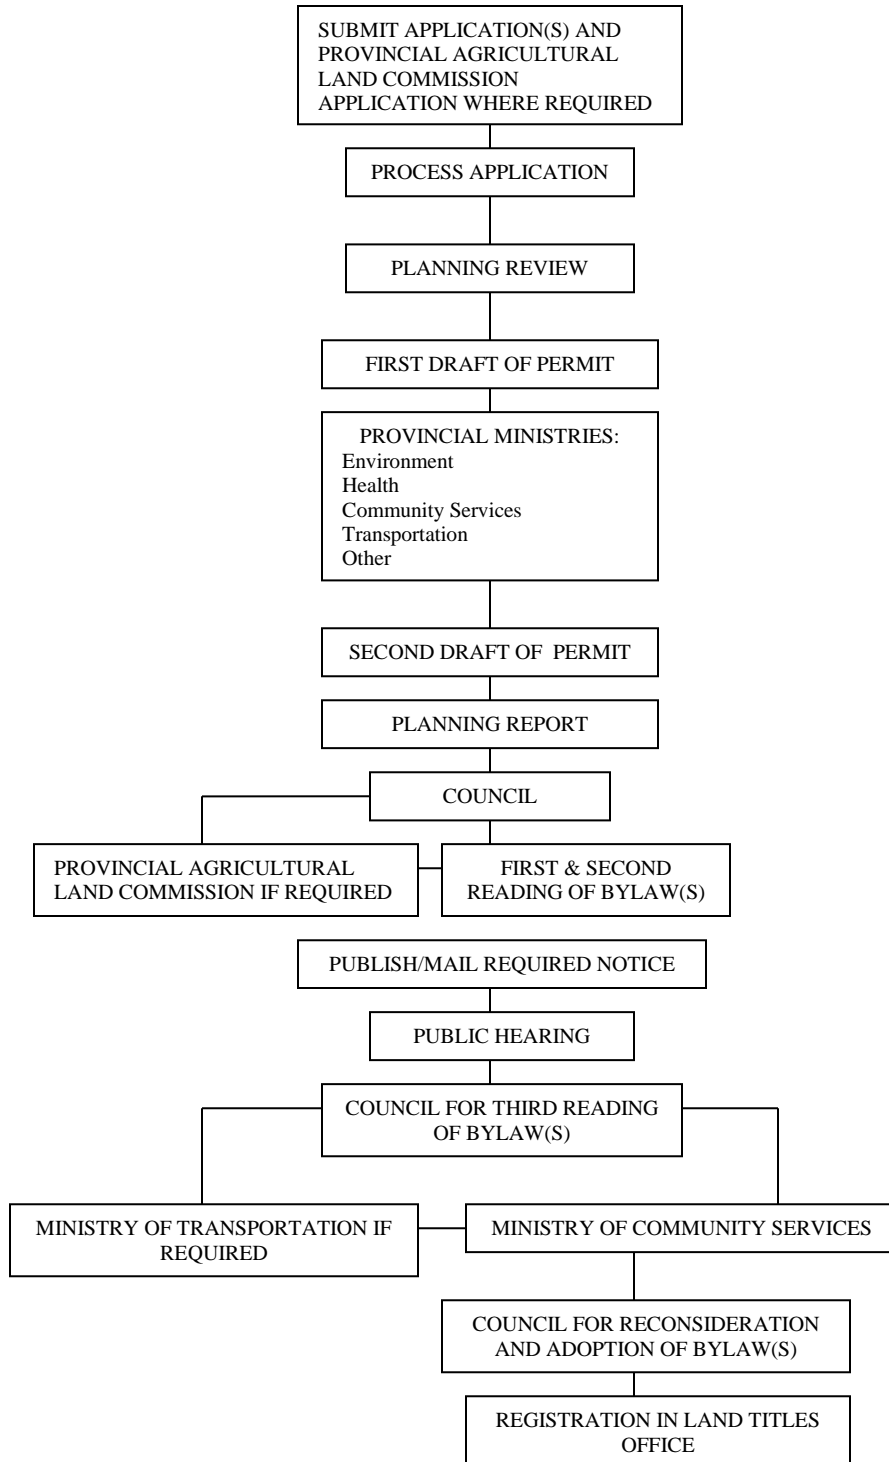 SUBMIT APPLICATION(S) AND
PROVINCIAL AGRICULTURAL
LAND COMMISSION
APPLICATION WHERE REQUIRED
PROCESS APPLICATION
PLANNING REVIEW
FIRST DRAFT OF PERMIT
PROVINCIAL MINISTRIES:
Environment
Health
Community Services
Transportation
Other
SECOND DRAFT OF PERMIT
PLANNING REPORT
COUNCIL
PROVINCIAL AGRICULTURAL
LAND COMMISSION IF REQUIRED
FIRST & SECOND
READING OF BYLAW(S)
PUBLISH/MAIL REQUIRED NOTICE
PUBLIC HEARING
COUNCIL FOR THIRD READING
OF BYLAW(S)
MINISTRY OF TRANSPORTATION IF
REQUIRED
MINISTRY OF COMMUNITY SERVICES
COUNCIL FOR RECONSIDERATION
AND ADOPTION OF BYLAW(S)
REGISTRATION IN LAND TITLES
OFFICE